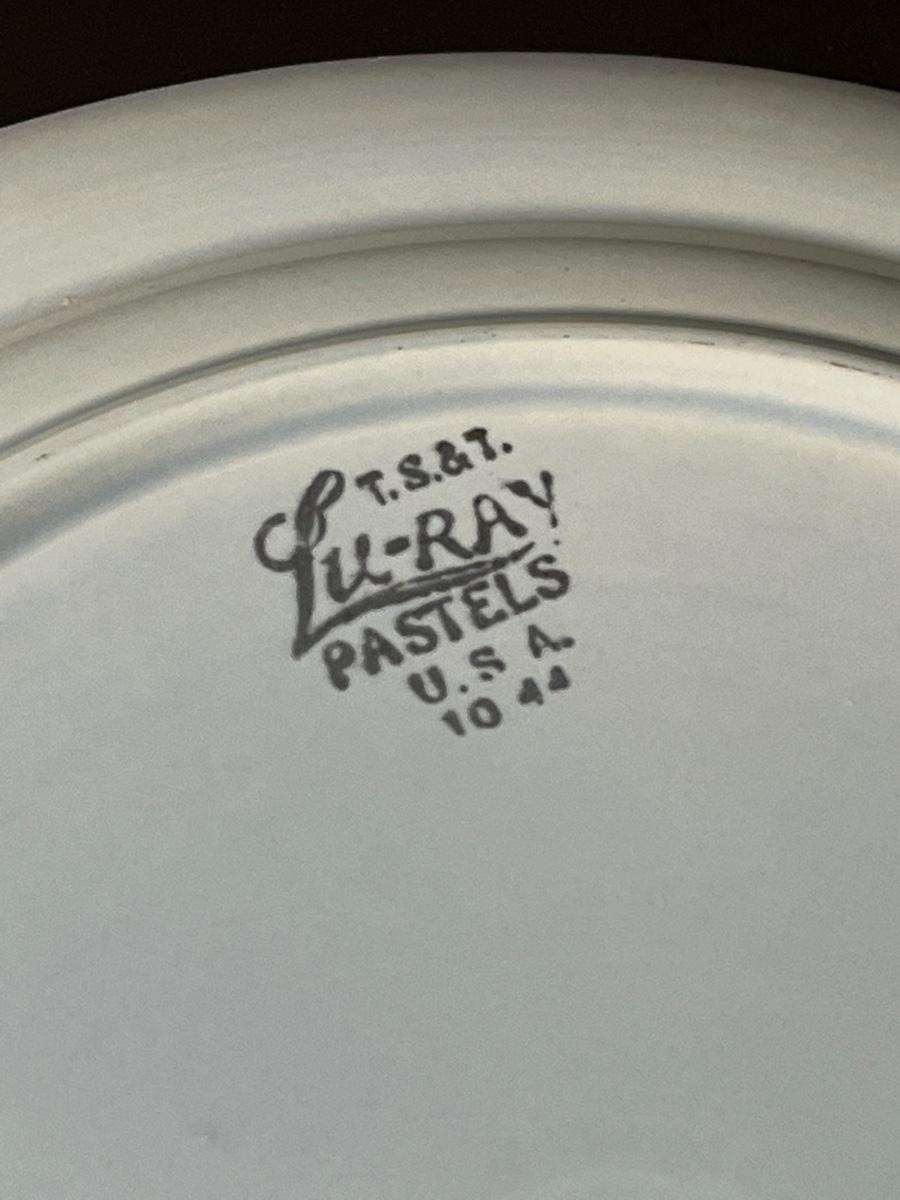 T.S.&T.
Lu-RAY
PASTELS
U.S A.
10 44